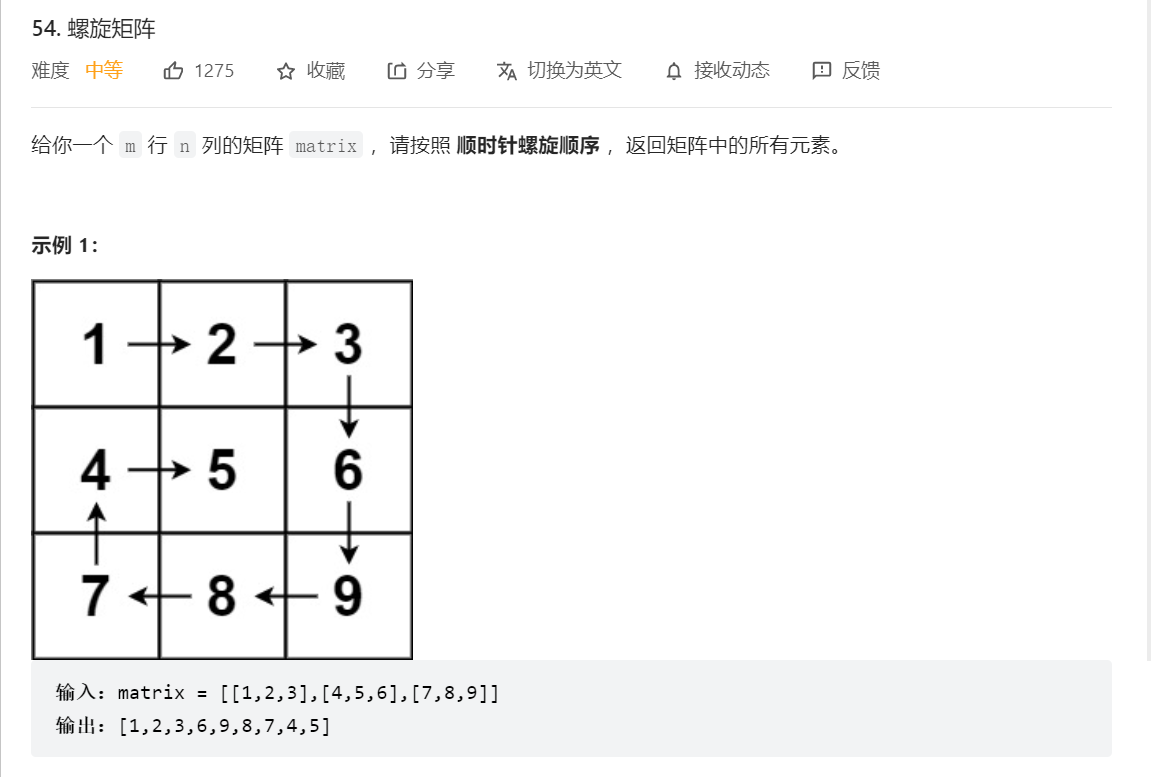 54. 螺旋矩阵
难度 中等 1275 收藏 分享 切换为英文 接收动态 反馈
给你一个 m 行 n 列的矩阵 matrix ，请按照 顺时针螺旋顺序 ，返回矩阵中的所有元素。
示例 1：
1 2 3
4 5 6
7 8 9
输入：matrix = [[1,2,3],[4,5,6],[7,8,9]]
输出：[1,2,3,6,9,8,7,4,5]